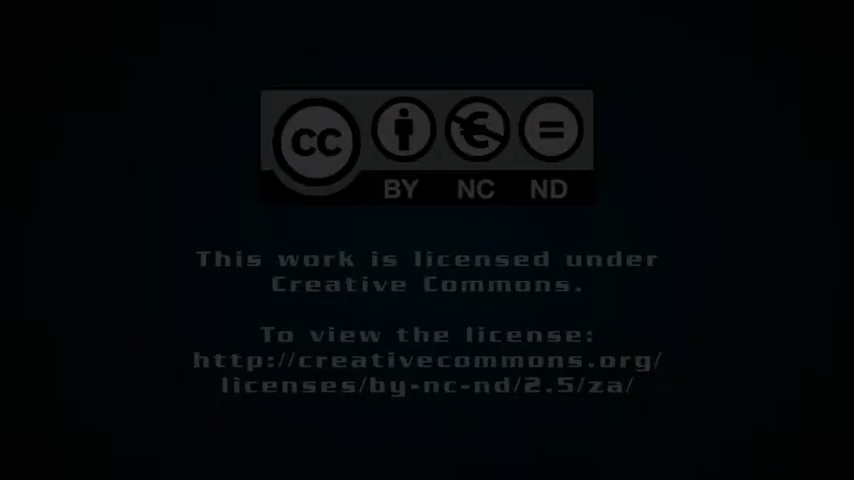 CC
BY NC ND
This work is licensed under
Creative Commons.
To view the license:
http://creativecommons.org/
licenses/by-nc-nd/2.5/za/